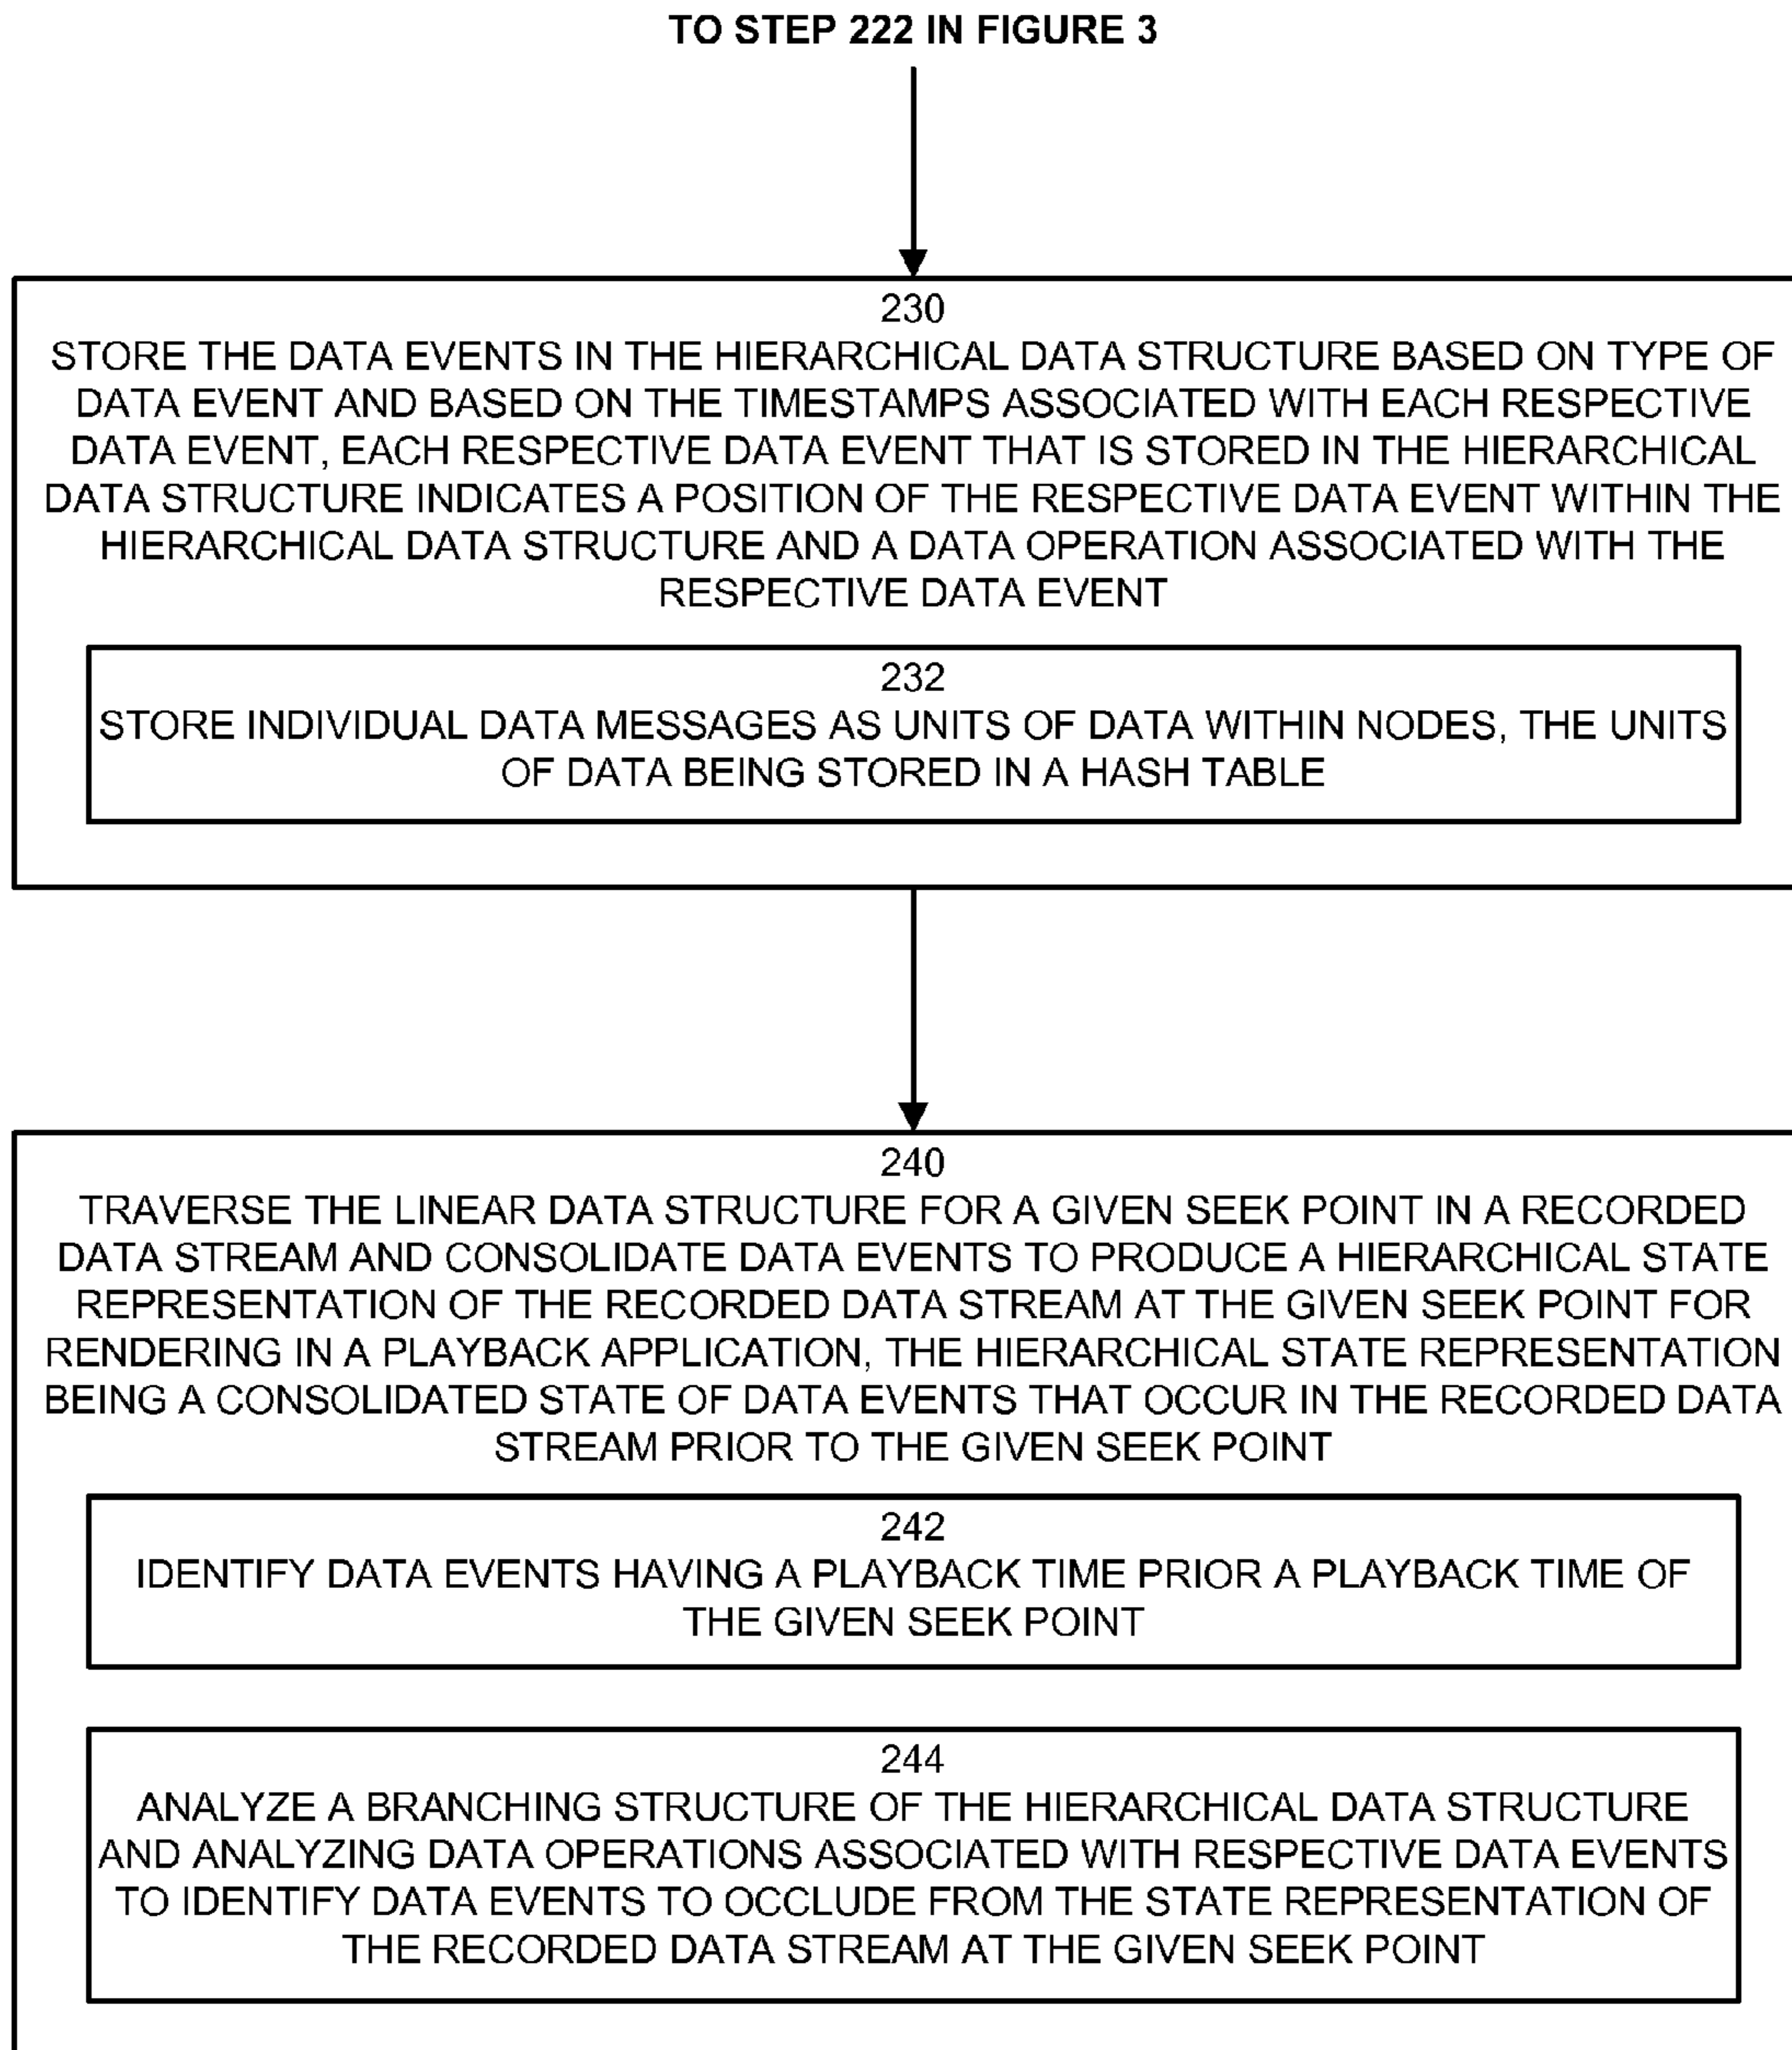 TO STEP 222 IN FIGURE 3
230
STORE THE DATA EVENTS IN THE HIERARCHICAL DATA STRUCTURE BASED ON TYPE OF
DATA EVENT AND BASED ON THE TIMESTAMPS ASSOCIATED WITH EACH RESPECTIVE
DATA EVENT, EACH RESPECTIVE DATA EVENT THAT IS STORED IN THE HIERARCHICAL
DATA STRUCTURE INDICATES A POSITION OF THE RESPECTIVE DATA EVENT WITHIN THE
HIERARCHICAL DATA STRUCTURE AND A DATA OPERATION ASSOCIATED WITH THE
RESPECTIVE DATA EVENT
232
STORE INDIVIDUAL DATA MESSAGES AS UNITS OF DATA WITHIN NODES, THE UNITS
OF DATA BEING STORED IN A HASH TABLE
240
TRAVERSE THE LINEAR DATA STRUCTURE FOR A GIVEN SEEK POINT IN A RECORDED
DATA STREAM AND CONSOLIDATE DATA EVENTS TO PRODUCE A HIERARCHICAL STATE
REPRESENTATION OF THE RECORDED DATA STREAM AT THE GIVEN SEEK POINT FOR
RENDERING IN A PLAYBACK APPLICATION, THE HIERARCHICAL STATE REPRESENTATION
BEING A CONSOLIDATED STATE OF DATA EVENTS THAT OCCUR IN THE RECORDED DATA
STREAM PRIOR TO THE GIVEN SEEK POINT
242
IDENTIFY DATA EVENTS HAVING A PLAYBACK TIME PRIOR A PLAYBACK TIME OF
THE GIVEN SEEK POINT
244
ANALYZE A BRANCHING STRUCTURE OF THE HIERARCHICAL DATA STRUCTURE
AND ANALYZING DATA OPERATIONS ASSOCIATED WITH RESPECTIVE DATA EVENTS
TO IDENTIFY DATA EVENTS TO OCCLUDE FROM THE STATE REPRESENTATION OF
THE RECORDED DATA STREAM AT THE GIVEN SEEK POINT